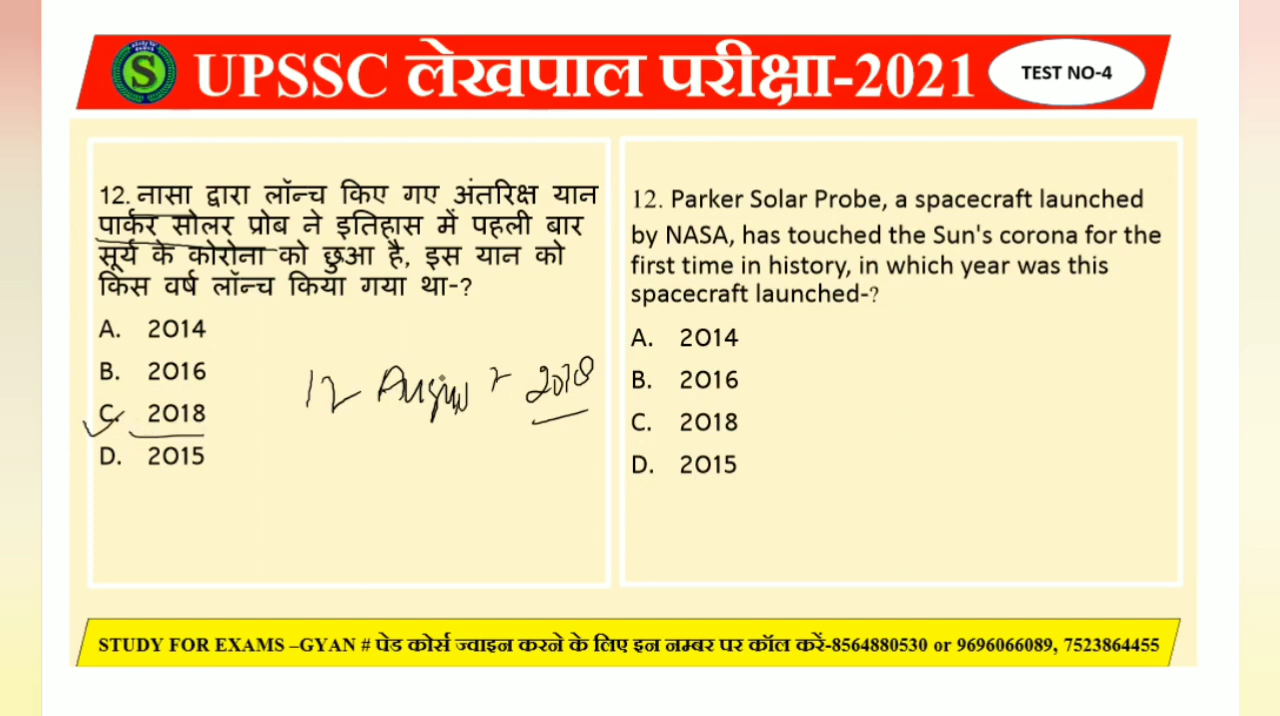 S
UPSSC लेखपाल परीक्षा-2021
TEST NO-4
12. नासा द्वारा लॉन्च किए गए अंतरिक्ष यान
पार्कर सोलर प्रोब ने इतिहास में पहली बार
सूर्य के कोरोना को छुआ है, इस यान को
किस वर्ष लॉन्च किया गया था-?
A. 2014
B. 2016
C. 2018
D. 2015
12 2018
12. Parker Solar Probe, a spacecraft launched
by NASA, has touched the Sun's corona for the
first time in history, in which year was this
spacecraft launched-?
A. 2014
B. 2016
C. 2018
D. 2015
STUDY FOR EXAMS –GYAN # पेड कोर्स ज्वाइन करने के लिए इन नम्बर पर कॉल करें-8564880530 or 9696066089, 7523864455